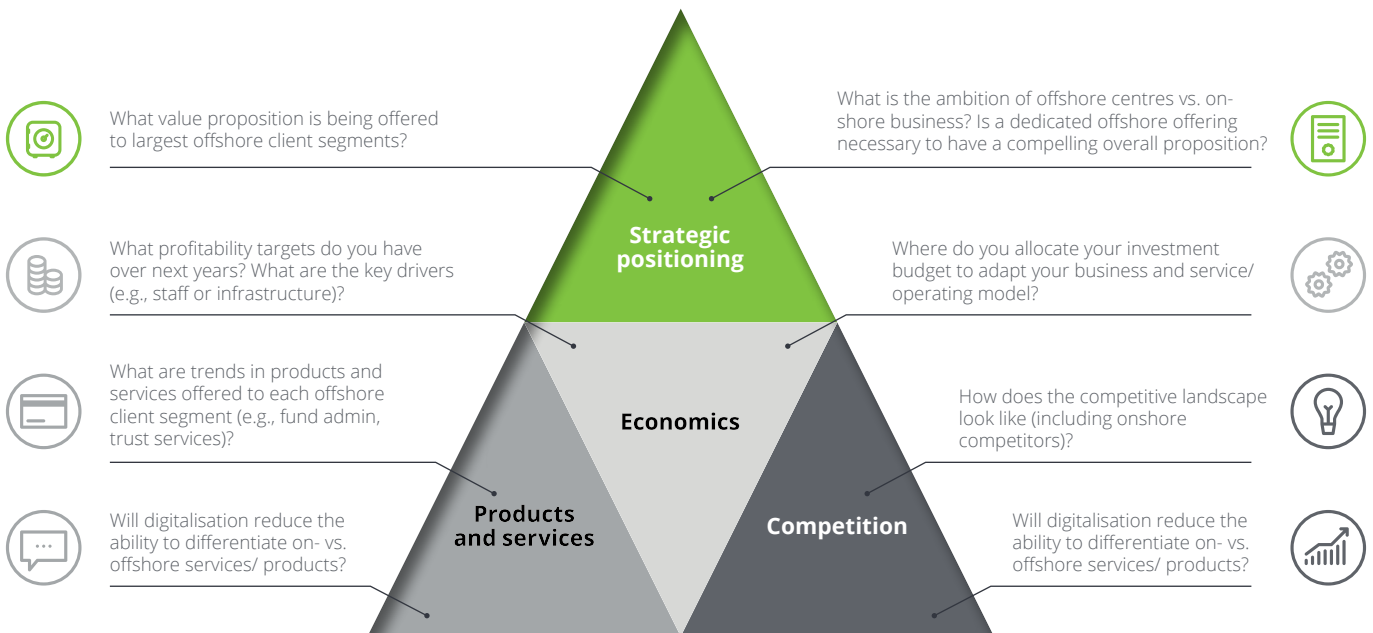 What value proposition is being offered
to largest offshore client segments?
What is the ambition of offshore centres vs. on-
shore business? Is a dedicated offshore offering
necessary to have a compelling overall proposition?
Strategic
positioning
What profitability targets do you have
over next years? What are the key drivers
(e.g., staff or infrastructure)?
Where do you allocate your investment
budget to adapt your business and service/
operating model?
Economics
What are trends in products and
services offered to each offshore
client segment (e.g., fund admin,
trust services)?
How does the competitive landscape
look like (including onshore
competitors)?
Products
and services
Competition
Will digitalisation reduce the
ability to differentiate on- vs.
offshore services/ products?
Will digitalisation reduce the
ability to differentiate on- vs.
offshore services/ products?